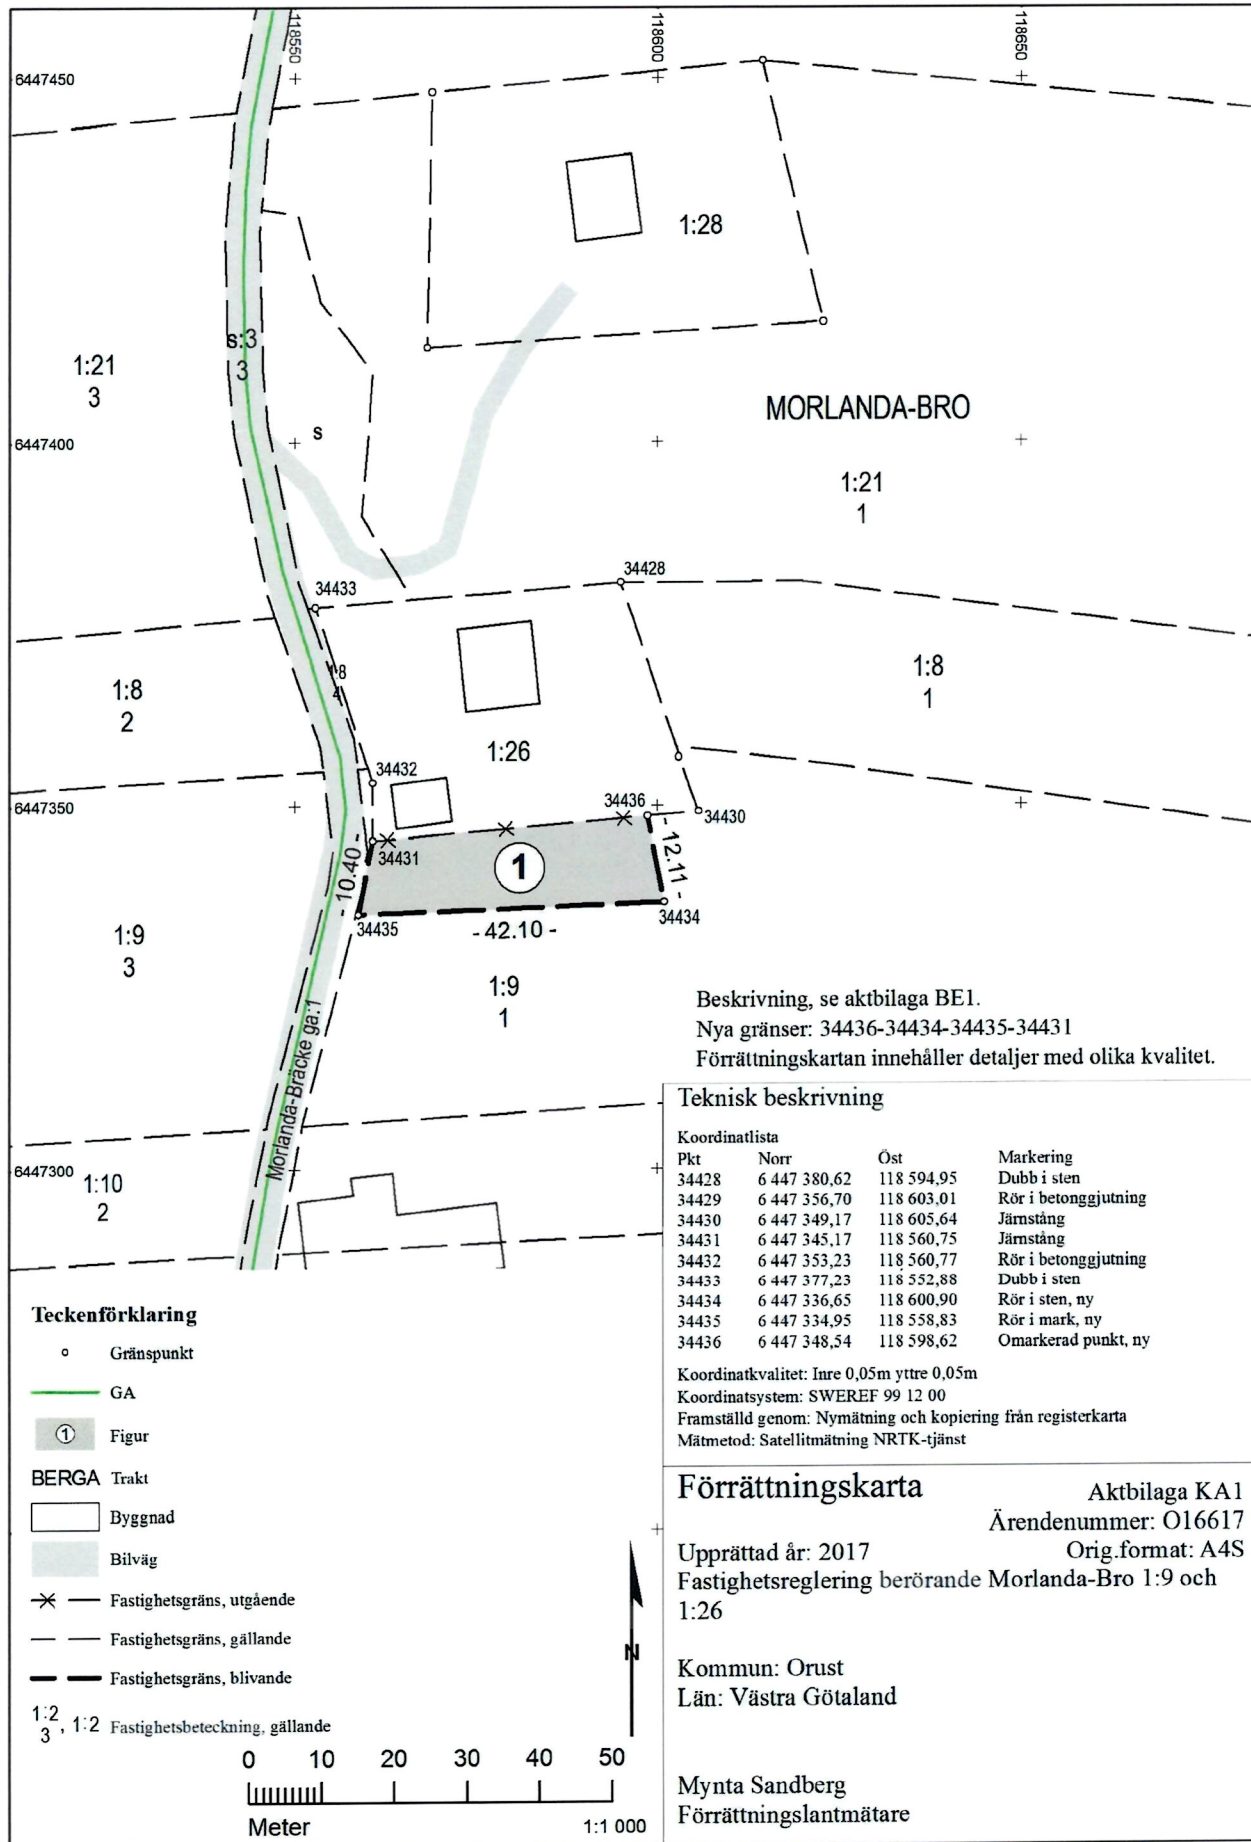 118550
118600
118650
6447450
1:28
s:3
3
1:21
3
MORLANDA-BRO
6447400
s
1:21
1
34433
34428
1:8
4
1:8
1
1:8
2
1:26
34432
34436
6447350
34430
34431
- 10.40 -
1
- 12.11 -
34435
34434
- 42.10 -
1:9
3
1:9
1
Morlanda-Bräcke ga:1
6447300
1:10
2
Beskrivning, se aktbilaga BE1.
Nya gränser: 34436-34434-34435-34431
Förrättningskartan innehåller detaljer med olika kvalitet.
Teknisk beskrivning
Koordinatlista
Pkt Norr Öst Markering
34428 6 447 380,62 118 594,95 Dubb i sten
34429 6 447 356,70 118 603,01 Rör i betonggjutning
34430 6 447 349,17 118 605,64 Järnstång
34431 6 447 345,17 118 560,75 Järnstång
34432 6 447 353,23 118 560,77 Rör i betonggjutning
34433 6 447 377,23 118 552,88 Dubb i sten
34434 6 447 336,65 118 600,90 Rör i sten, ny
34435 6 447 334,95 118 558,83 Rör i mark, ny
34436 6 447 348,54 118 598,62 Omarkerad punkt, ny
Koordinatkvalitet: Inre 0,05m yttre 0,05m
Koordinatsystem: SWEREF 99 12 00
Framställd genom: Nymätning och kopiering från registerkarta
Mätmetod: Satellitmätning NRTK-tjänst
Teckenförklaring
Gränspunkt
GA
1 Figur
BERGA Trakt
Byggnad
Bilväg
Fastighetsgräns, utgående
Fastighetsgräns, gällande
Fastighetsgräns, blivande
1:2
3 , 1:2 Fastighetsbeteckning, gällande
N
0 10 20 30 40 50
Meter 1:1 000
Förrättningskarta
Aktbilaga KA1
Ärendenummer: O16617
Upprättad år: 2017 Orig.format: A4S
Fastighetsreglering berörande Morlanda-Bro 1:9 och
1:26
Kommun: Orust
Län: Västra Götaland
Mynta Sandberg
Förrättningslantmätare